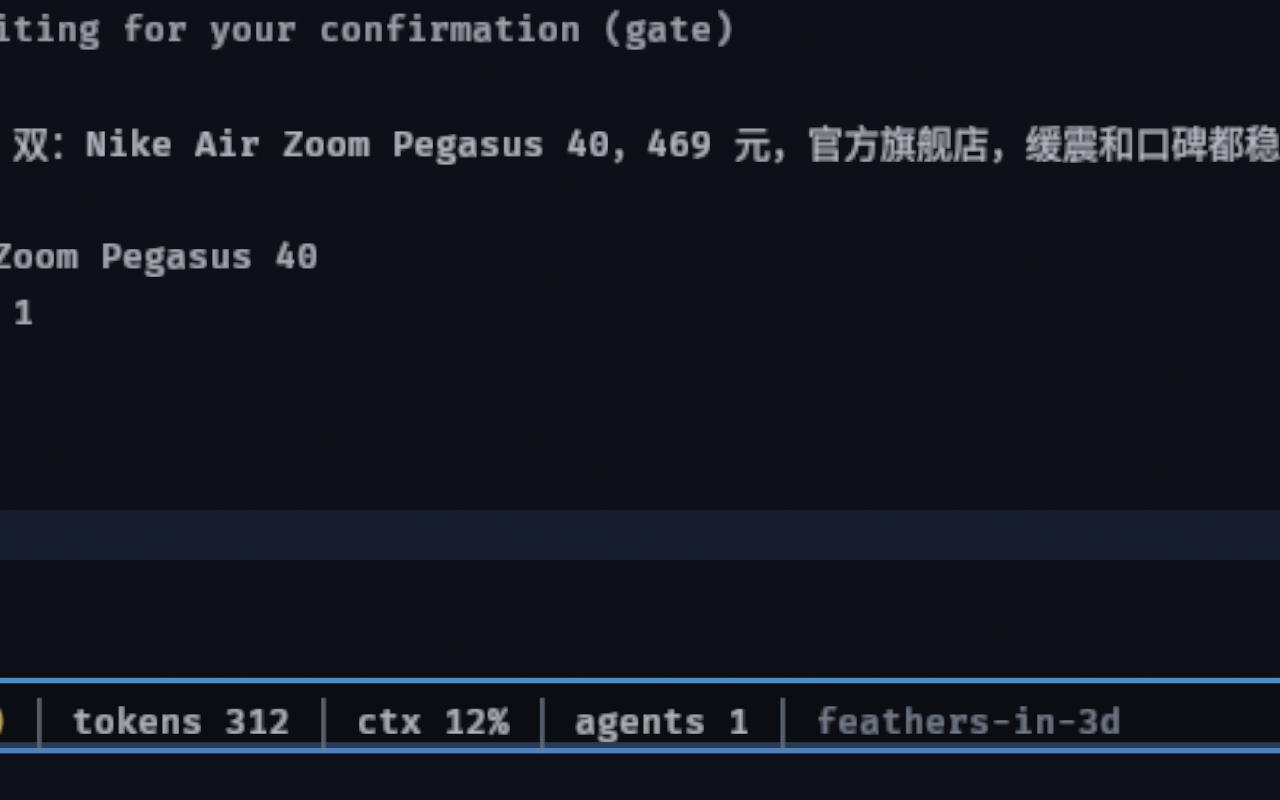 iting for your confirmation (gate)
双：Nike Air Zoom Pegasus 40，469 元，官方旗舰店，缓震和口碑都稳
Zoom Pegasus 40
1
tokens 312 | ctx 12% | agents 1 | feathers-in-3d